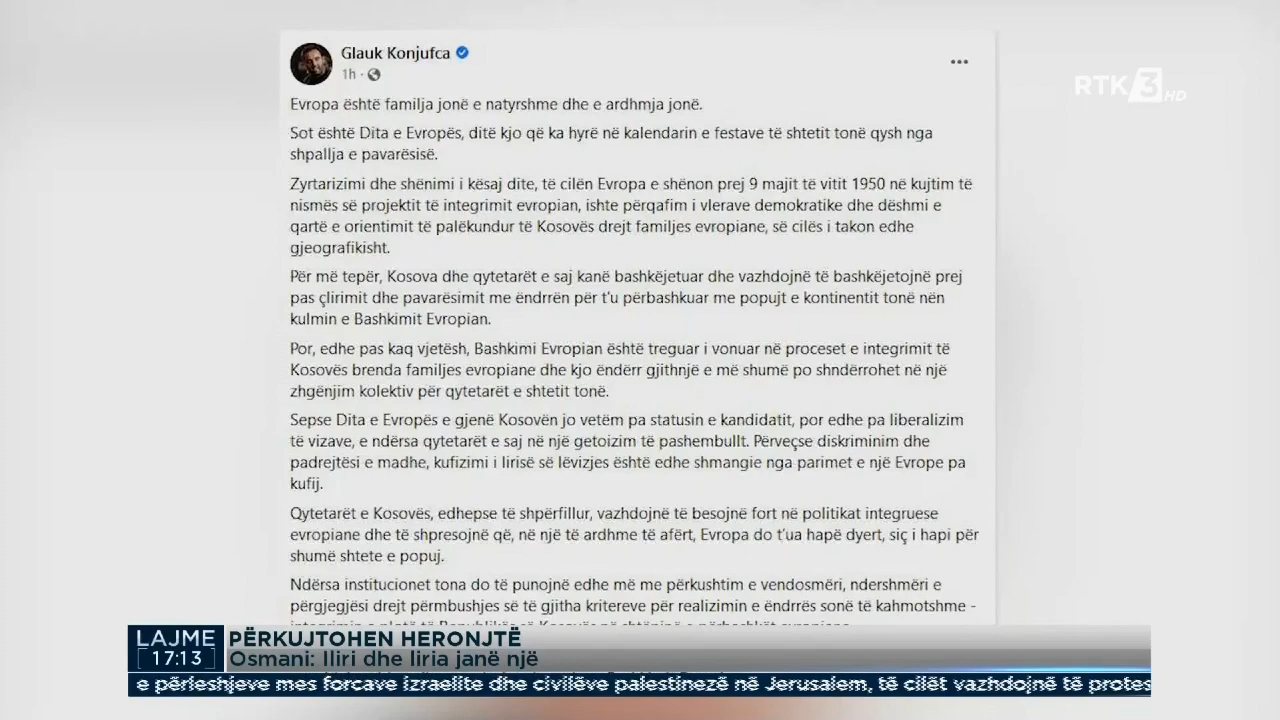 Glauk Konjufca
1h ·
RTK 3 HD
Evropa është familja jonë e natyrshme dhe e ardhmja jonë.
Sot është Dita e Evropës, ditë kjo që ka hyrë në kalendarin e festave të shtetit tonë qysh nga
shpallja e pavarësisë.
Zyrtarizimi dhe shënimi i kësaj dite, të cilën Evropa e shënon prej 9 majit të vitit 1950 në kujtim të
nismës së projektit të integrimit evropian, ishte përqafim i vlerave demokratike dhe dëshmi e
qartë e orientimit të palëkundur të Kosovës drejt familjes evropiane, së cilës i takon edhe
gjeografikisht.
Për më tepër, Kosova dhe qytetarët e saj kanë bashkëjetuar dhe vazhdojnë të bashkëjetojnë prej
pas çlirimit dhe pavarësimit me ëndrrën për t'u përbashkuar me popujt e kontinentit tonë nën
kulmin e Bashkimit Evropian.
Por, edhe pas kaq vjetësh, Bashkimi Evropian është treguar i vonuar në proceset e integrimit të
Kosovës brenda familjes evropiane dhe kjo ëndërr gjithnjë e më shumë po shndërrohet në një
zhgënjim kolektiv për qytetarët e shtetit tonë.
Sepse Dita e Evropës e gjenë Kosovën jo vetëm pa statusin e kandidatit, por edhe pa liberalizim
të vizave, e ndërsa qytetarët e saj në një getoizim të pashembullt. Përveçse diskriminim dhe
padrejtësi e madhe, kufizimi i lirisë së lëvizjes është edhe shmangie nga parimet e një Evrope pa
kufij.
Qytetarët e Kosovës, edhepse të shpërfillur, vazhdojnë të besojnë fort në politikat integruese
evropiane dhe të shpresojnë që, në një të ardhme të afërt, Evropa do t'ua hapë dyert, siç i hapi për
shumë shtete e popuj.
Ndërsa institucionet tona do të punojnë edhe më me përkushtim e vendosmëri, ndershmëri e
përgjegjësi drejt përmbushjes së të gjitha kritereve për realizimin e ëndrrës sonë të kahmotshme -
LAJME
17:13
PËRKUJTOHEN HERONJTË
Osmani: Iliri dhe liria janë një
e përleshjeve mes forcave izraelite dhe civilëve palestinezë në Jerusalem, të cilët vazhdojnë të protes